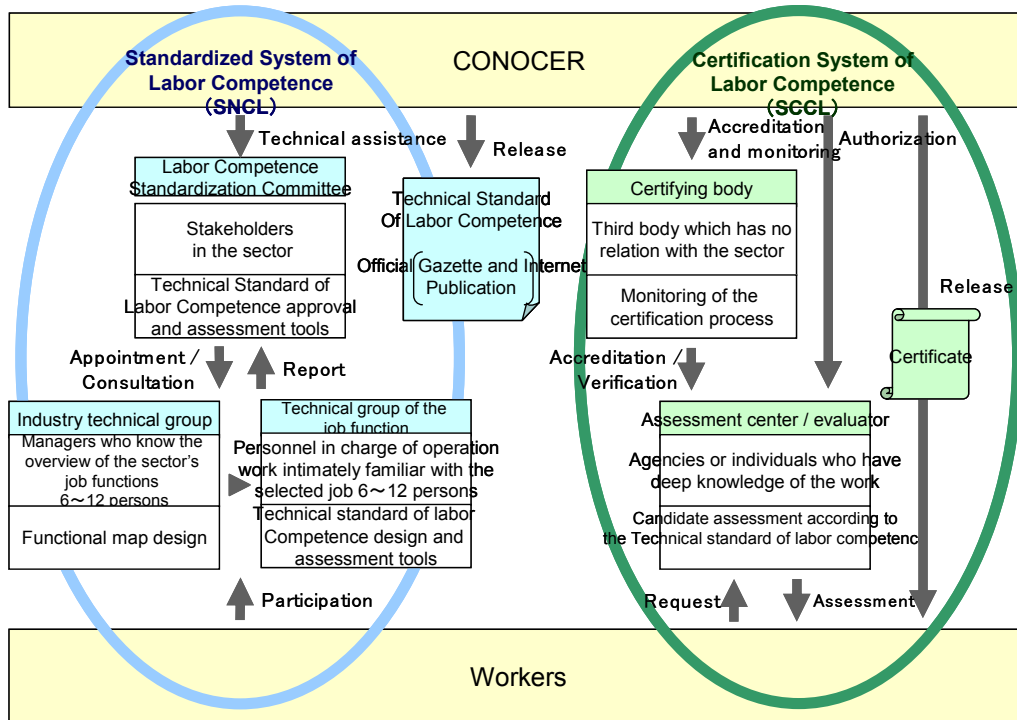 CONOCER
Standardized System of
Labor Competence
(SNCL)
Certification System of
Labor Competence
(SCCL)
Technical assistance
Release
Accreditation
and monitoring
Authorization
Labor Competence
Standardization Committee
Stakeholders
in the sector
Technical Standard of
Labor Competence approval
and assessment tools
Technical Standard
Of Labor Competence
Official Gazette and Internet
Publication
Certifying body
Third body which has no
relation with the sector
Monitoring of the
certification process
Release
Certificate
Appointment /
Consultation
Report
Accreditation /
Verification
Industry technical group
Managers who know the
overview of the sector's
job functions
6～12 persons
Functional map design
Technical group of the
job function
Personnel in charge of operation
work intimately familiar with the
selected job 6～12 persons
Technical standard of labor
Competence design and
assessment tools
Assessment center / evaluator
Agencies or individuals who have
deep knowledge of the work
Candidate assessment according to
the Technical standard of labor competenc
Participation
Request
Assessment
Workers